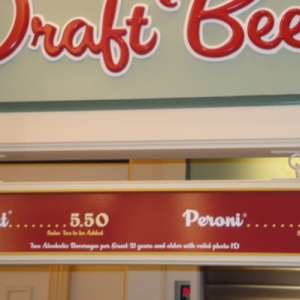 Draft Bee
t®........5.50 Peroni®.......
Sales Tax to be Added
Two Alcoholic Beverages per Guest 21 years and older with valid photo ID